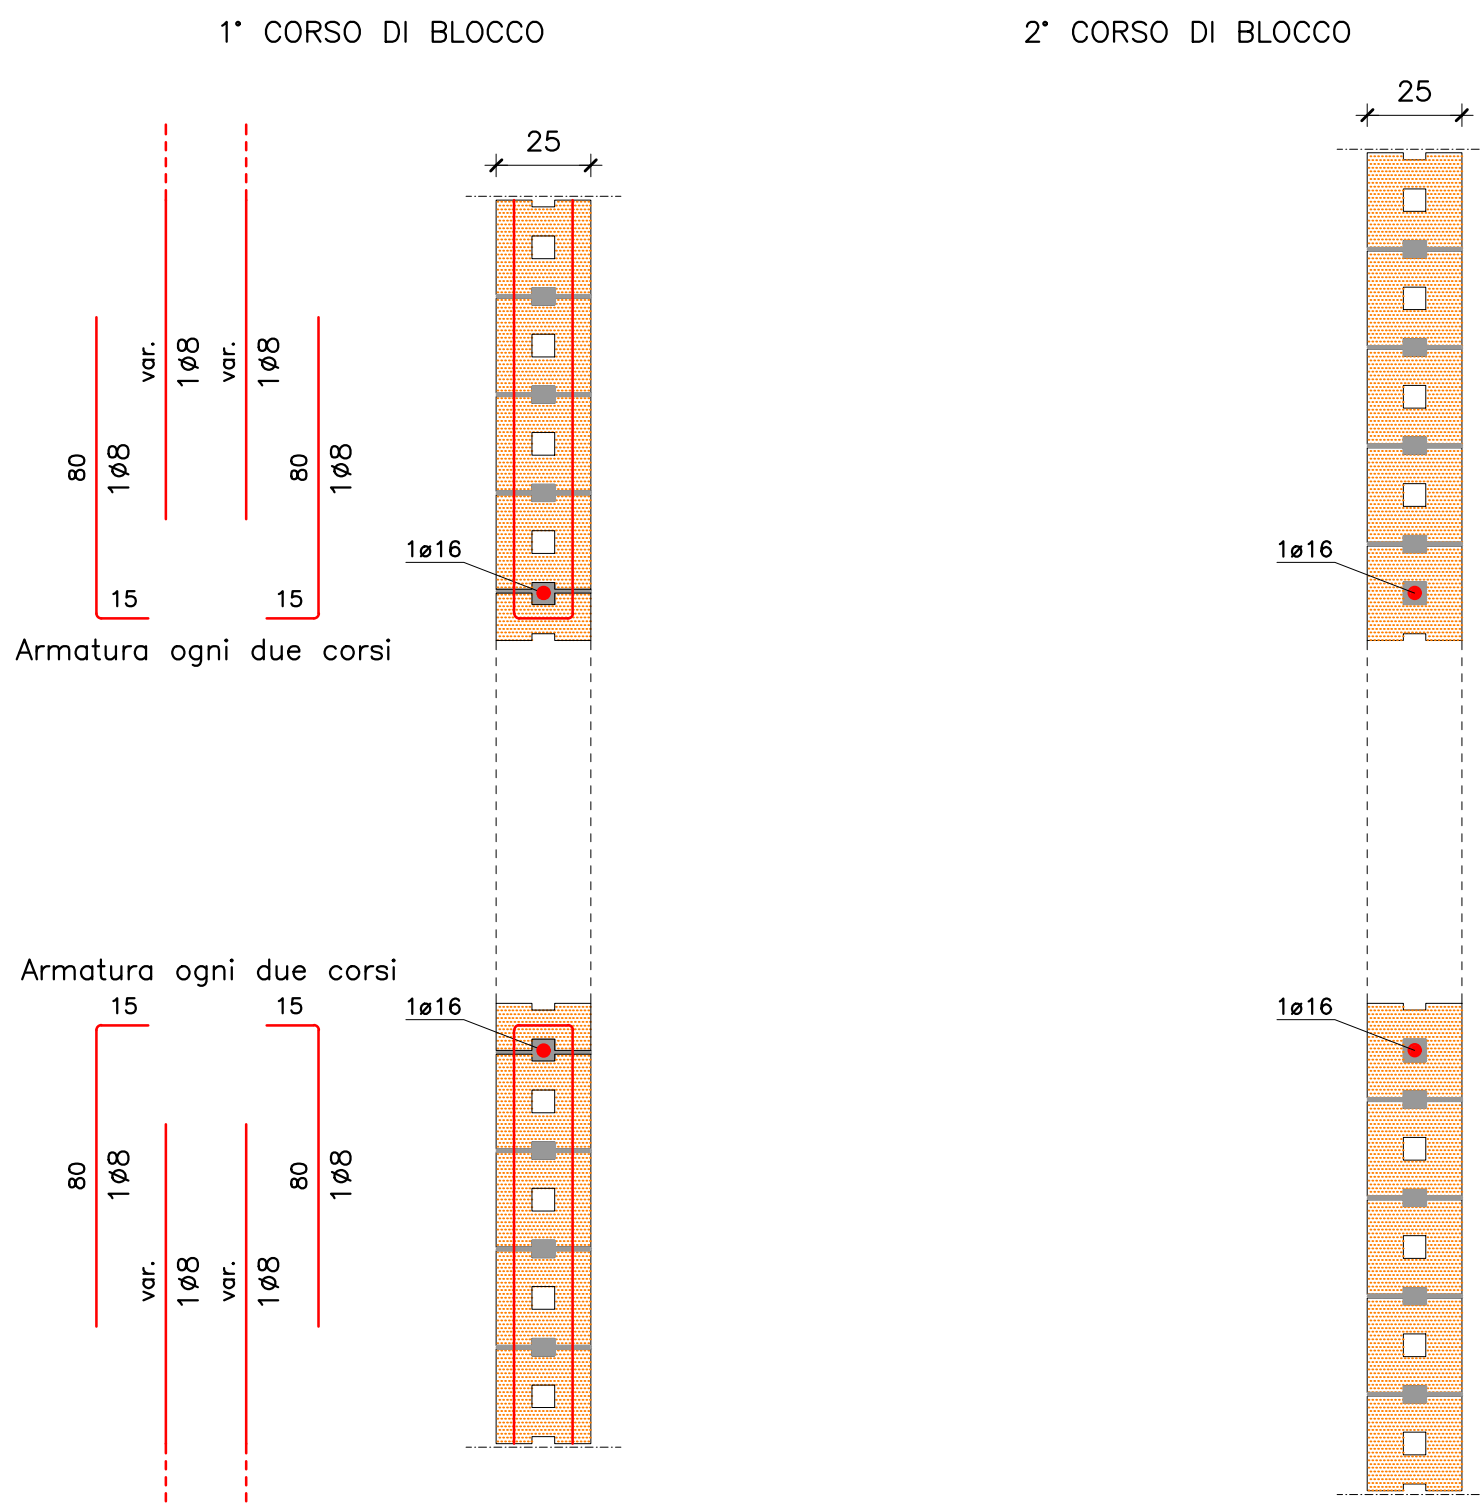 1° CORSO DI BLOCCO
2° CORSO DI BLOCCO
25
25
var.
1ø8
var.
1ø8
80
1ø8
80
1ø8
1ø16
1ø16
15
15
Armatura ogni due corsi
Armatura ogni due corsi
15
15
1ø16
1ø16
80
1ø8
80
1ø8
var.
1ø8
var.
1ø8